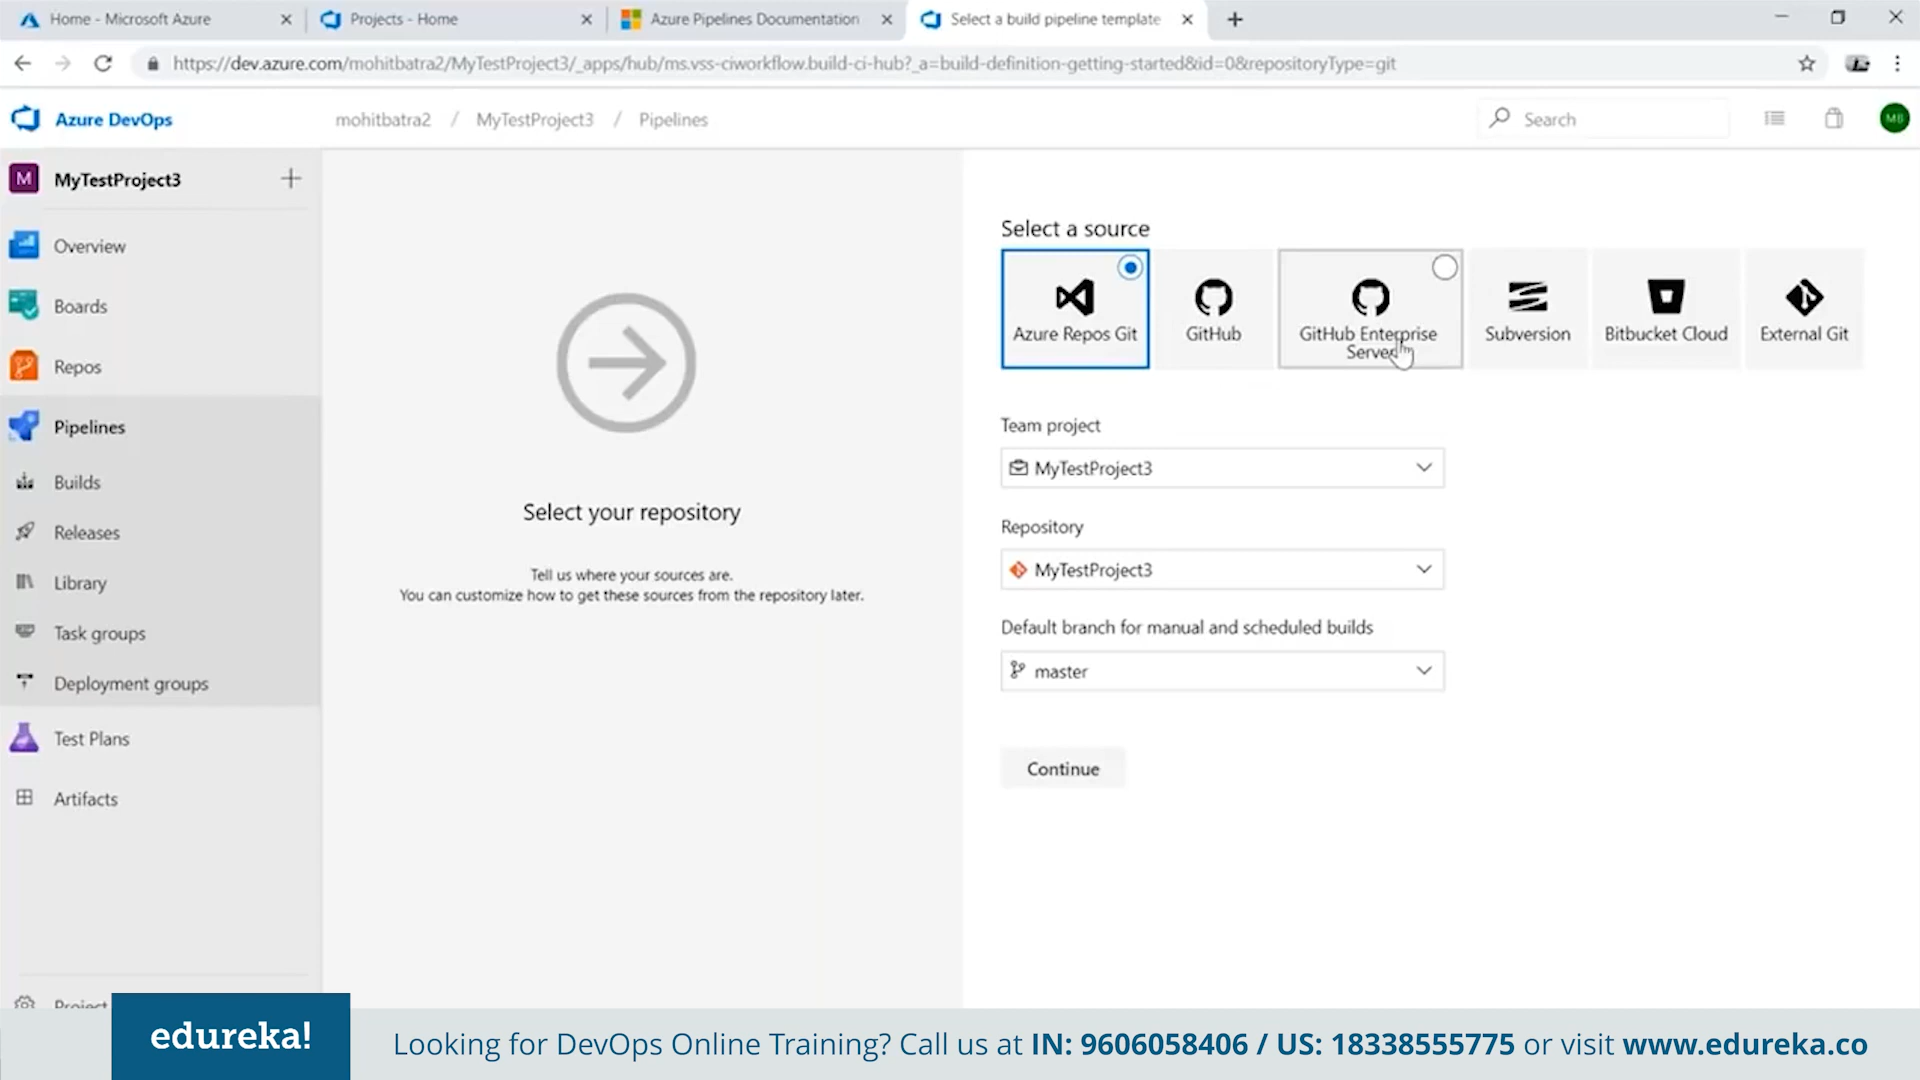 Home - Microsoft Azure
Projects - Home
Azure Pipelines Documentation
Select a build pipeline template
https://dev.azure.com/mohitbatra2/MyTestProject3/_apps/hub/ms.vss-ciworkflow.build-ci-hub?_a=build-definition-getting-started&id=0&repositoryType=git
Azure DevOps
mohitbatra2 / MyTestProject3 / Pipelines
Search
MB
M
MyTestProject3
Overview
Boards
Repos
Pipelines
Builds
Releases
Library
Task groups
Deployment groups
Test Plans
Artifacts
Project
Select your repository
Tell us where your sources are.
You can customize how to get these sources from the repository later.
Select a source
Azure Repos Git
GitHub
GitHub Enterprise
Server
Subversion
Bitbucket Cloud
External Git
Team project
MyTestProject3
Repository
MyTestProject3
Default branch for manual and scheduled builds
master
Continue
edureka!
Looking for DevOps Online Training? Call us at IN: 9606058406 / US: 18338555775 or visit www.edureka.co